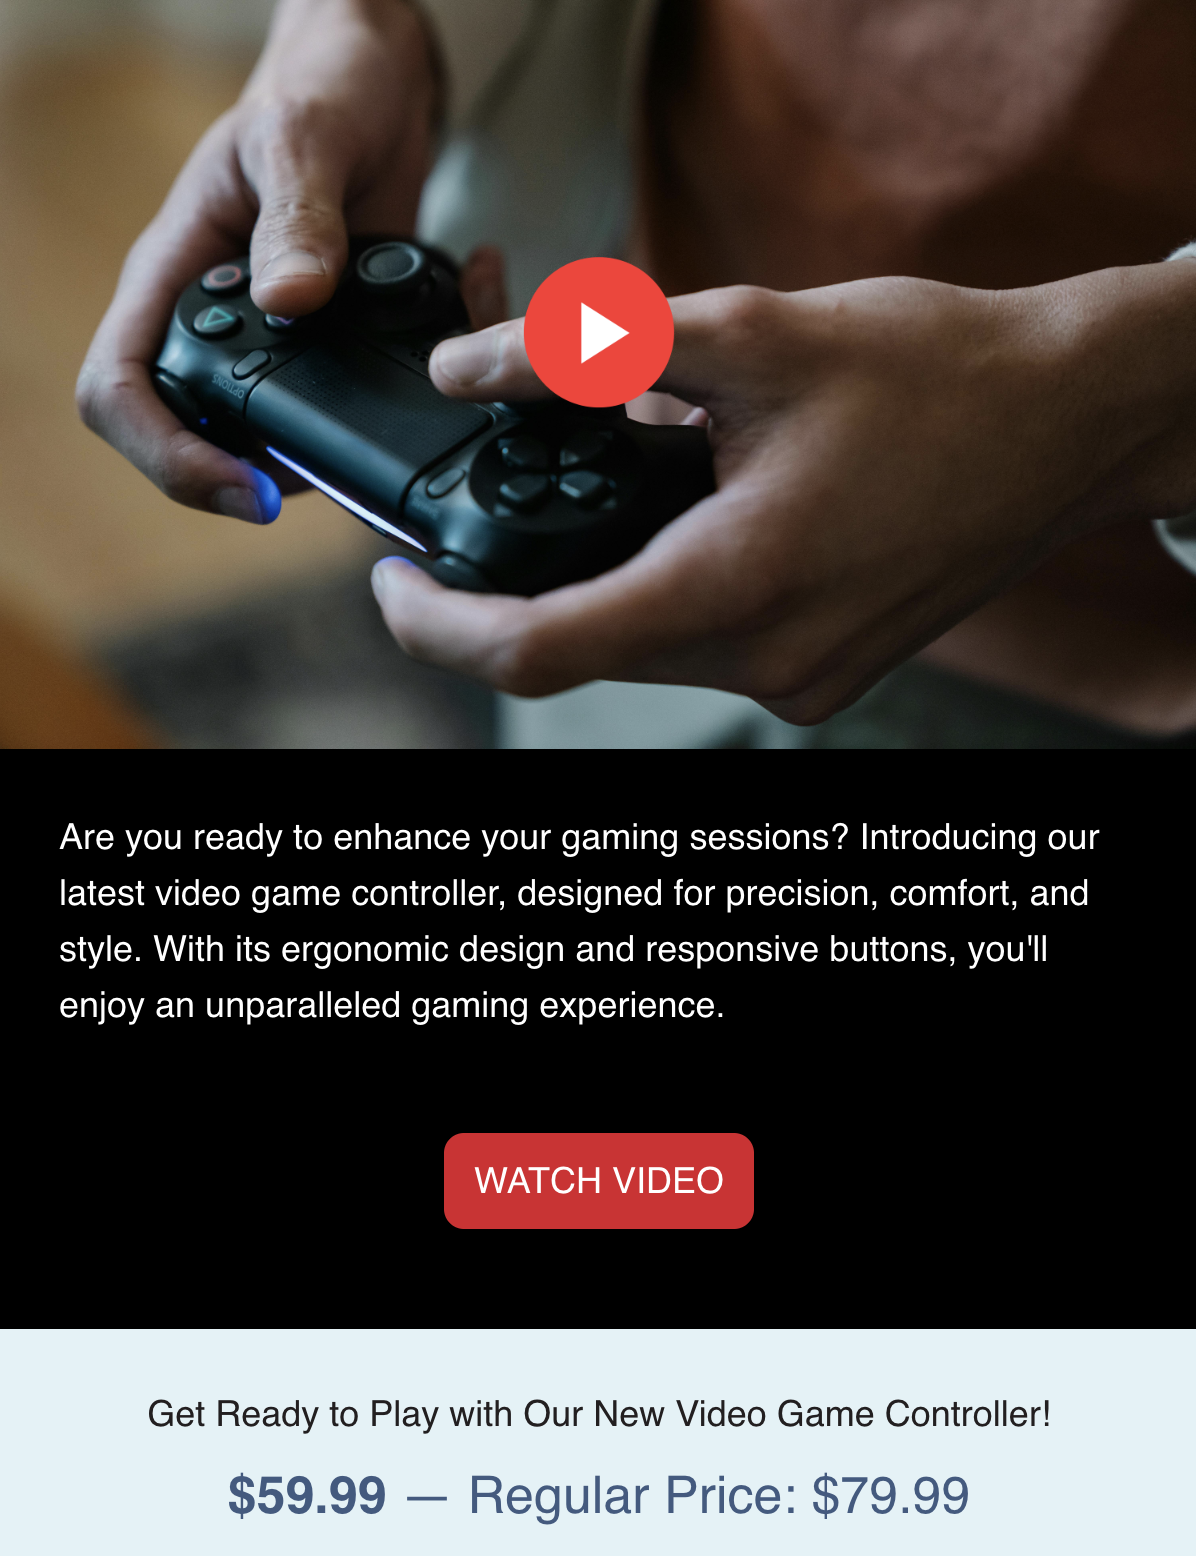 OPTIONS
Are you ready to enhance your gaming sessions? Introducing our
latest video game controller, designed for precision, comfort, and
style. With its ergonomic design and responsive buttons, you'll
enjoy an unparalleled gaming experience.
WATCH VIDEO
Get Ready to Play with Our New Video Game Controller!
$59.99 — Regular Price: $79.99